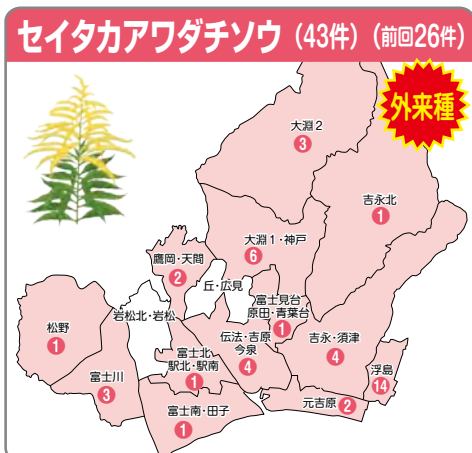 セイタカアワダチソウ（43件）（前回26件）
外来種
大淵２
3
吉永北
1
大淵１・神戸
6
鷹岡・天間
2
丘・広見
富士見台
原田・青葉台
1
岩松北・岩松
松野
1
伝法・吉原
今泉
4
吉永・須津
4
富士北
駅北・駅南
1
浮島
14
富士川
3
元吉原 2
富士南・田子
1